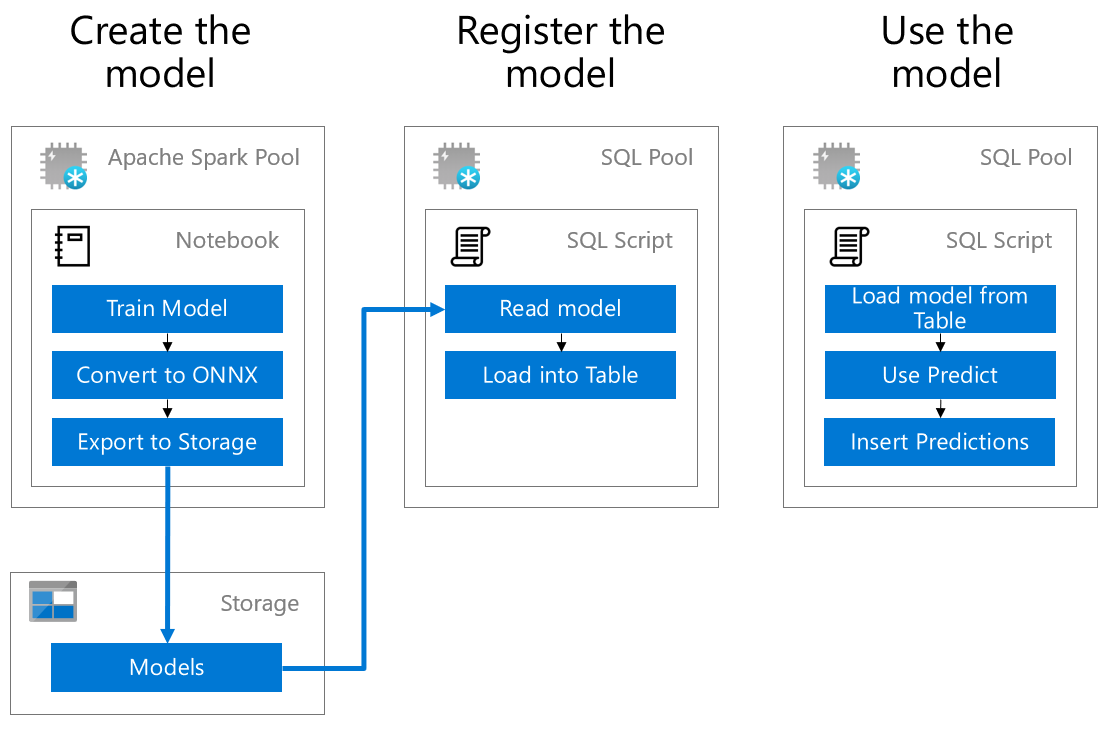 Create the
model
Register the
model
Use the
model
Apache Spark Pool
Notebook
Train Model
Convert to ONNX
Export to Storage
Storage
Models
SQL Pool
SQL Script
Read model
Load into Table
SQL Pool
SQL Script
Load model from
Table
Use Predict
Insert Predictions